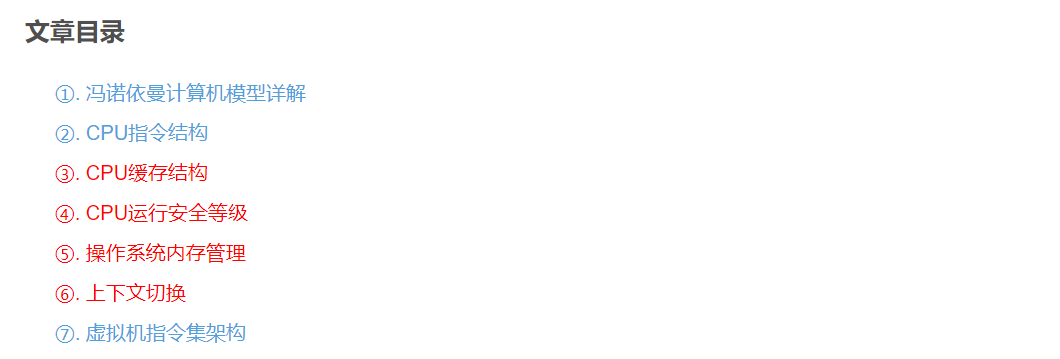 文章目录
①. 冯诺依曼计算机模型详解
②. CPU指令结构
③. CPU缓存结构
④. CPU运行安全等级
⑤. 操作系统内存管理
⑥. 上下文切换
⑦. 虚拟机指令集架构